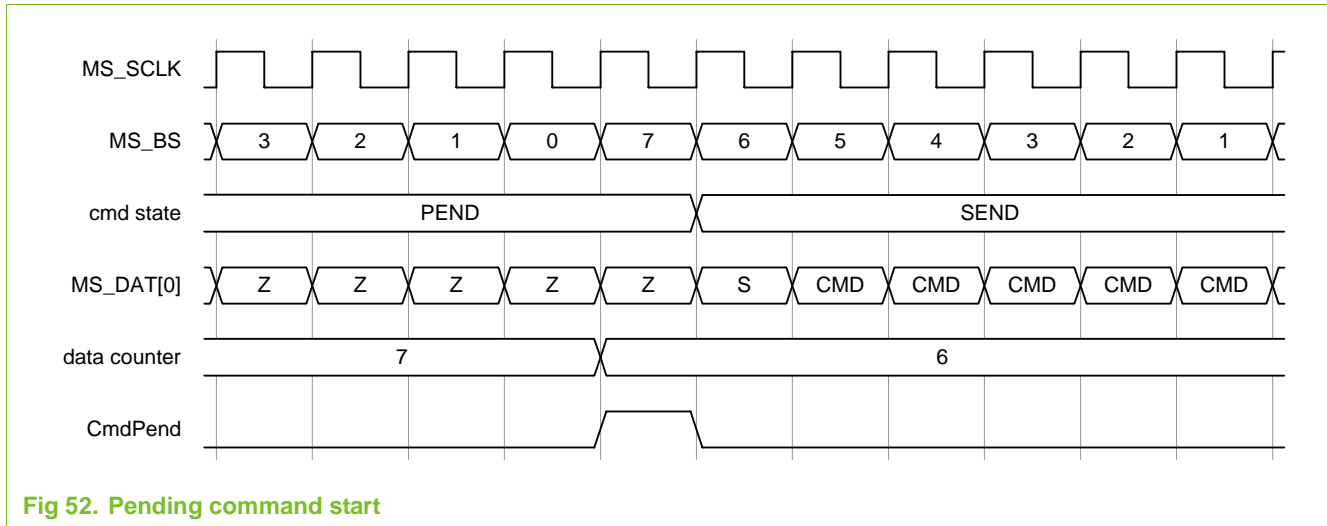 MS_SCLK
MS_BS 3 2 1 0 7 6 5 4 3 2 1
cmd state PEND SEND
MS_DAT[0] Z Z Z Z Z S CMD CMD CMD CMD CMD
data counter 7 6
CmdPend
Fig 52. Pending command start